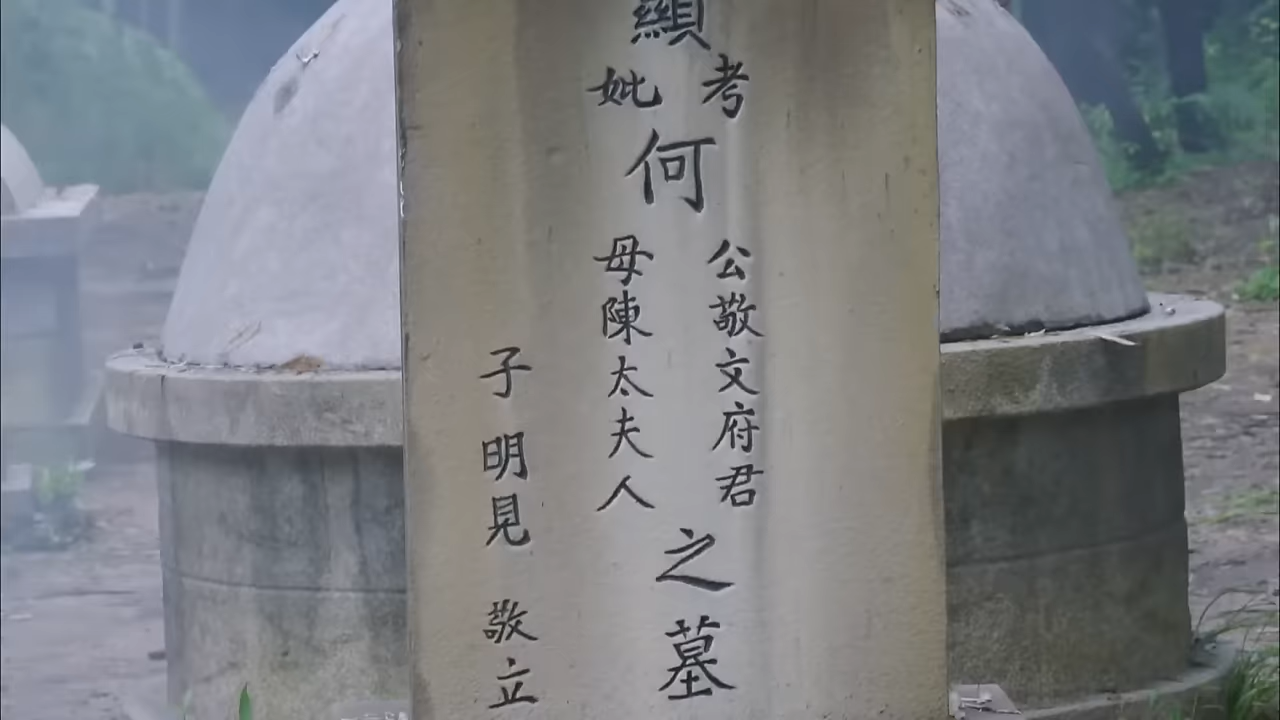 顯
考
妣
何
公敬文府君
母陳太夫人
之墓
子 明見 敬立